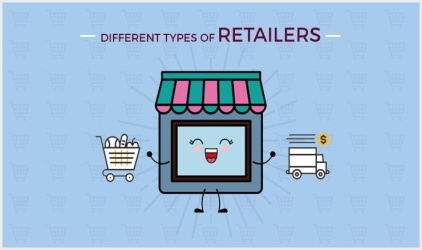 DIFFERENT TYPES OF RETAILERS
$